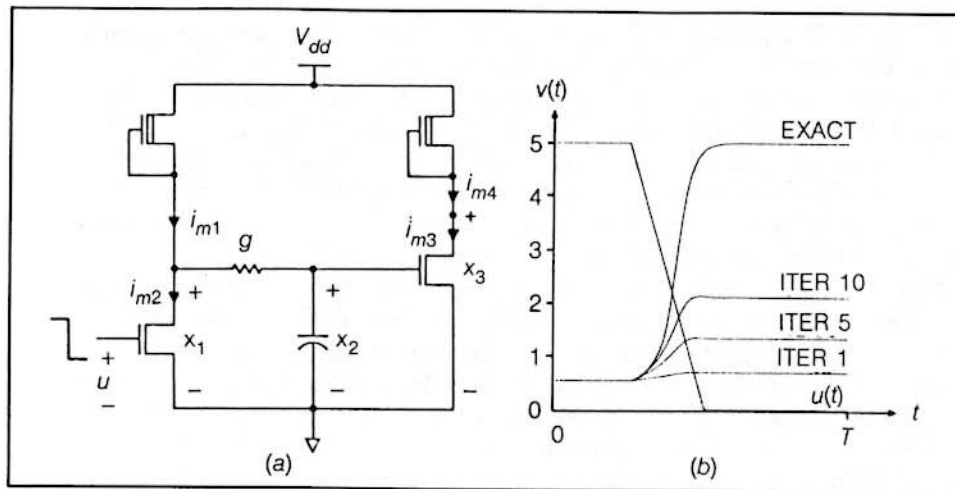 V_dd
i_m1
i_m4
+
g
i_m3
i_m2
+
+
x_3
x_1
x_2
+
u
−
−
−
−
(a)
v(t)
EXACT
5
4
3
ITER 10
2
ITER 5
1
ITER 1
u(t)
0
t
0
T
(b)